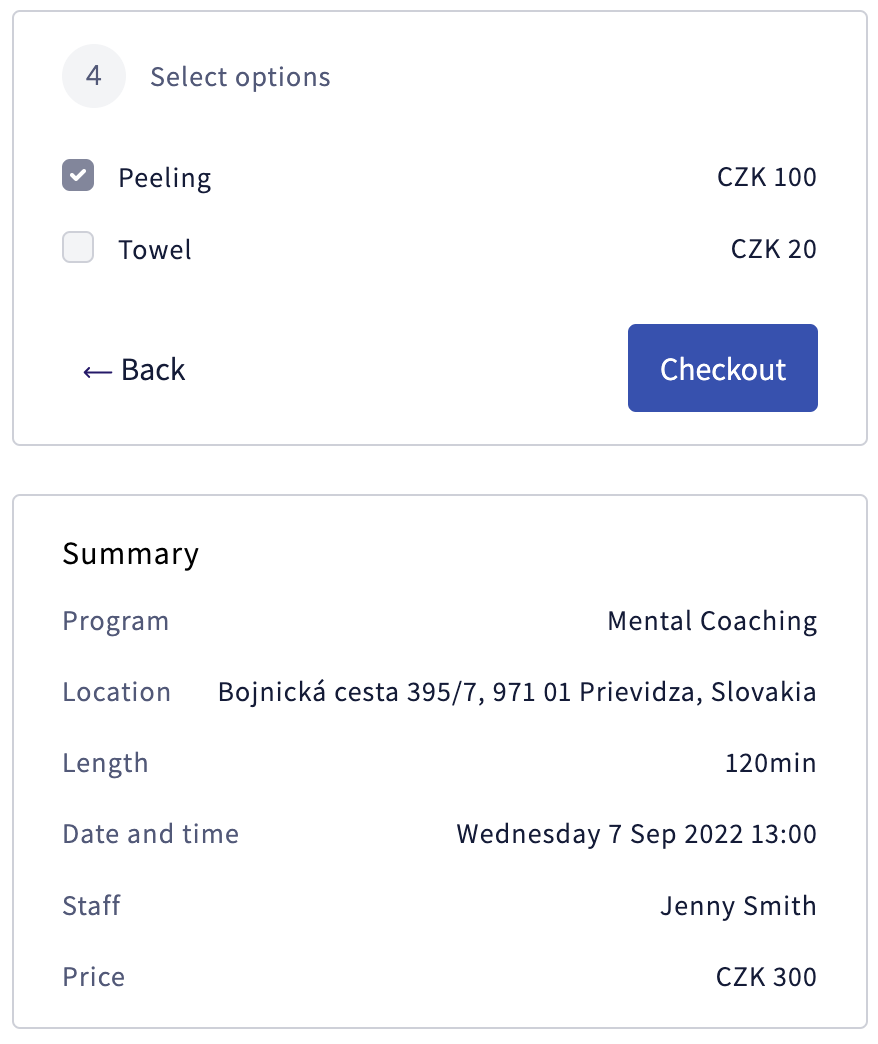 4 Select options
Peeling CZK 100
Towel CZK 20
← Back Checkout
Summary
Program Mental Coaching
Location Bojnická cesta 395/7, 971 01 Prievidza, Slovakia
Length 120min
Date and time Wednesday 7 Sep 2022 13:00
Staff Jenny Smith
Price CZK 300